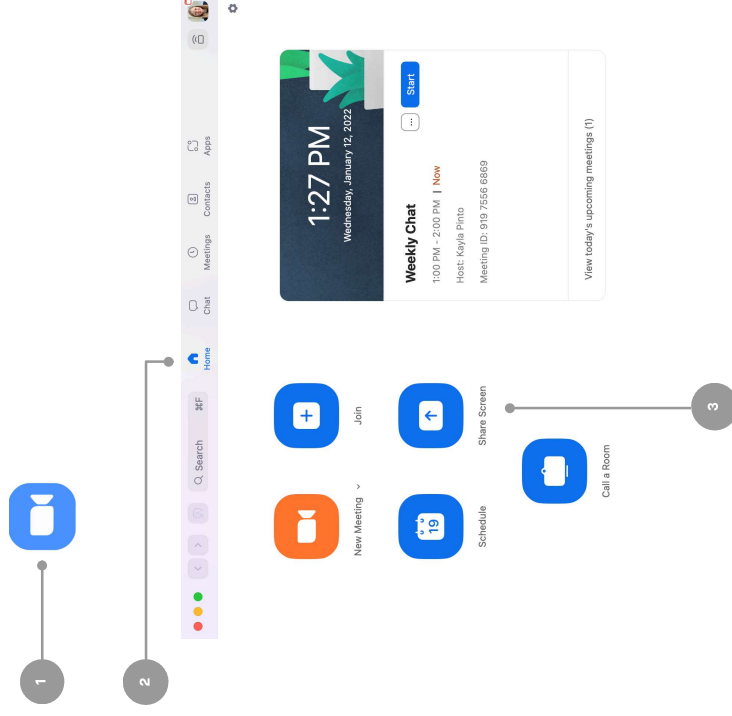 1
2
Search ⌘F
Home
Chat
Meetings
Contacts
Apps
New Meeting
Join
19
Schedule
Share Screen
Call a Room
1:27 PM
Wednesday, January 12, 2022
Weekly Chat
1:00 PM - 2:00 PM | Now
Host: Kayla Pinto
Meeting ID: 919 7556 6869
... Start
View today's upcoming meetings (1)
3